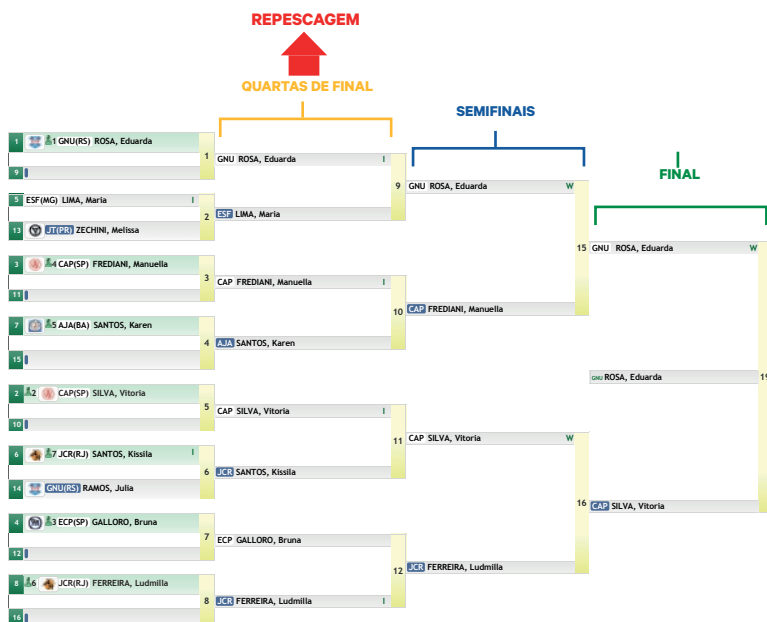 REPESCAGEM
QUARTAS DE FINAL
SEMIFINAIS
FINAL
1 1 GNU(RS) ROSA, Eduarda
9
1
GNU ROSA, Eduarda I
5 ESF(MG) LIMA, Maria I
13 JT(PR) ZECHINI, Melissa
2
ESF LIMA, Maria
9
GNU ROSA, Eduarda W
3 4 CAP(SP) FREDIANI, Manuella
11
3
CAP FREDIANI, Manuella I
7 5 AJA(BA) SANTOS, Karen
15
4
AJA SANTOS, Karen
10
CAP FREDIANI, Manuella
15
GNU ROSA, Eduarda W
GNU ROSA, Eduarda
19
2 2 CAP(SP) SILVA, Vitoria
10
5
CAP SILVA, Vitoria I
6 7 JCR(RJ) SANTOS, Kissila I
14 GNU(RS) RAMOS, Julia
6
JCR SANTOS, Kissila
11
CAP SILVA, Vitoria W
4 3 ECP(SP) GALLORO, Bruna
12
7
ECP GALLORO, Bruna
8 6 JCR(RJ) FERREIRA, Ludmilla
16
8
JCR FERREIRA, Ludmilla I
12
JCR FERREIRA, Ludmilla
16
CAP SILVA, Vitoria